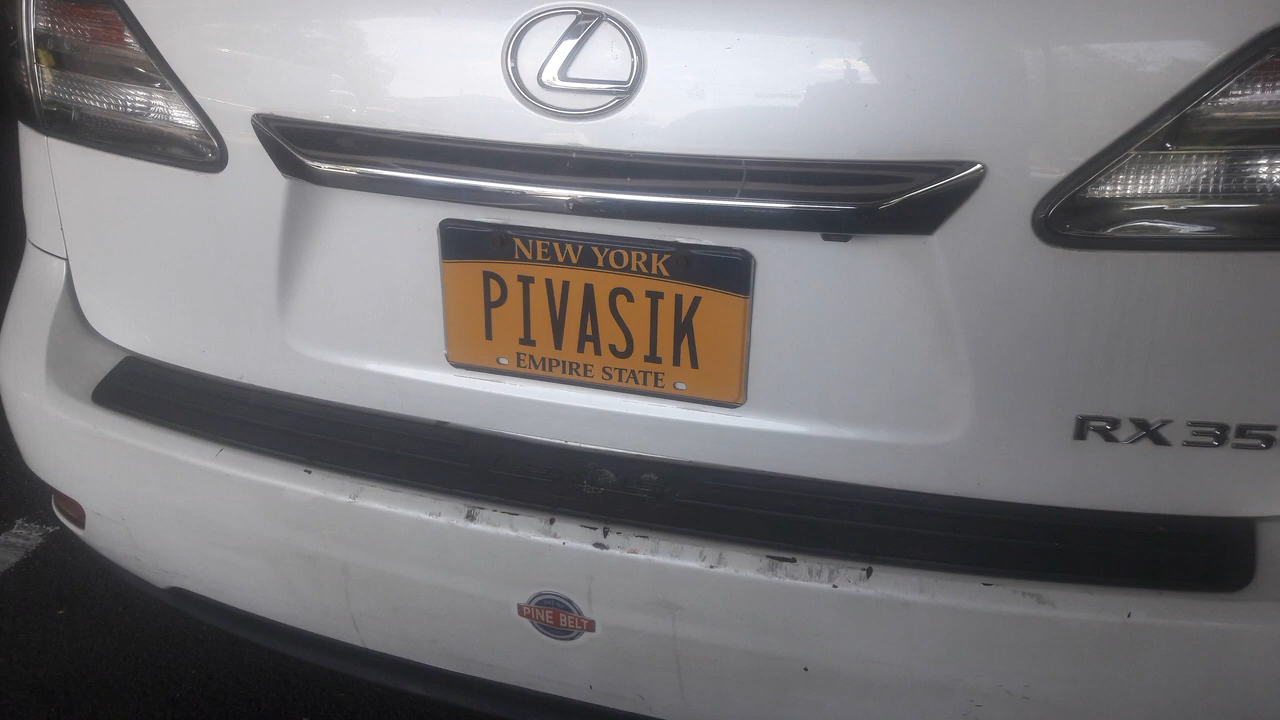 NEW YORK
PIVASIK
EMPIRE STATE
RX 35
PINE BELT